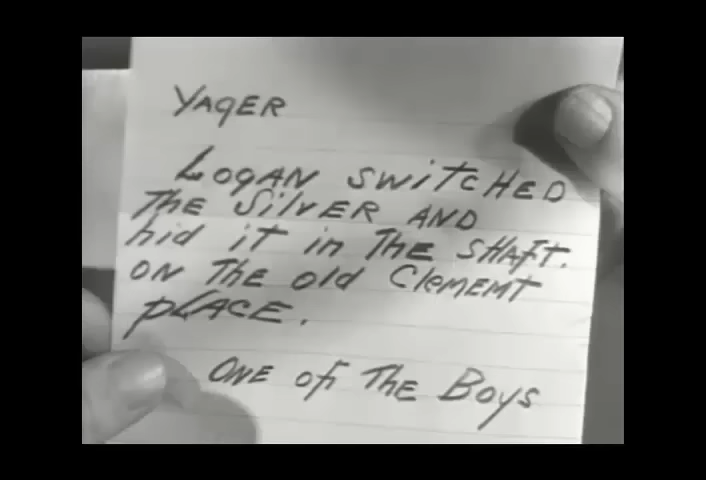 YAGER
LOGAN SWITCHED
THE SILVER AND
hid it in THE SHAFT.
ON THE old CLEMEMT
PLACE.
ONE of THE BOYS